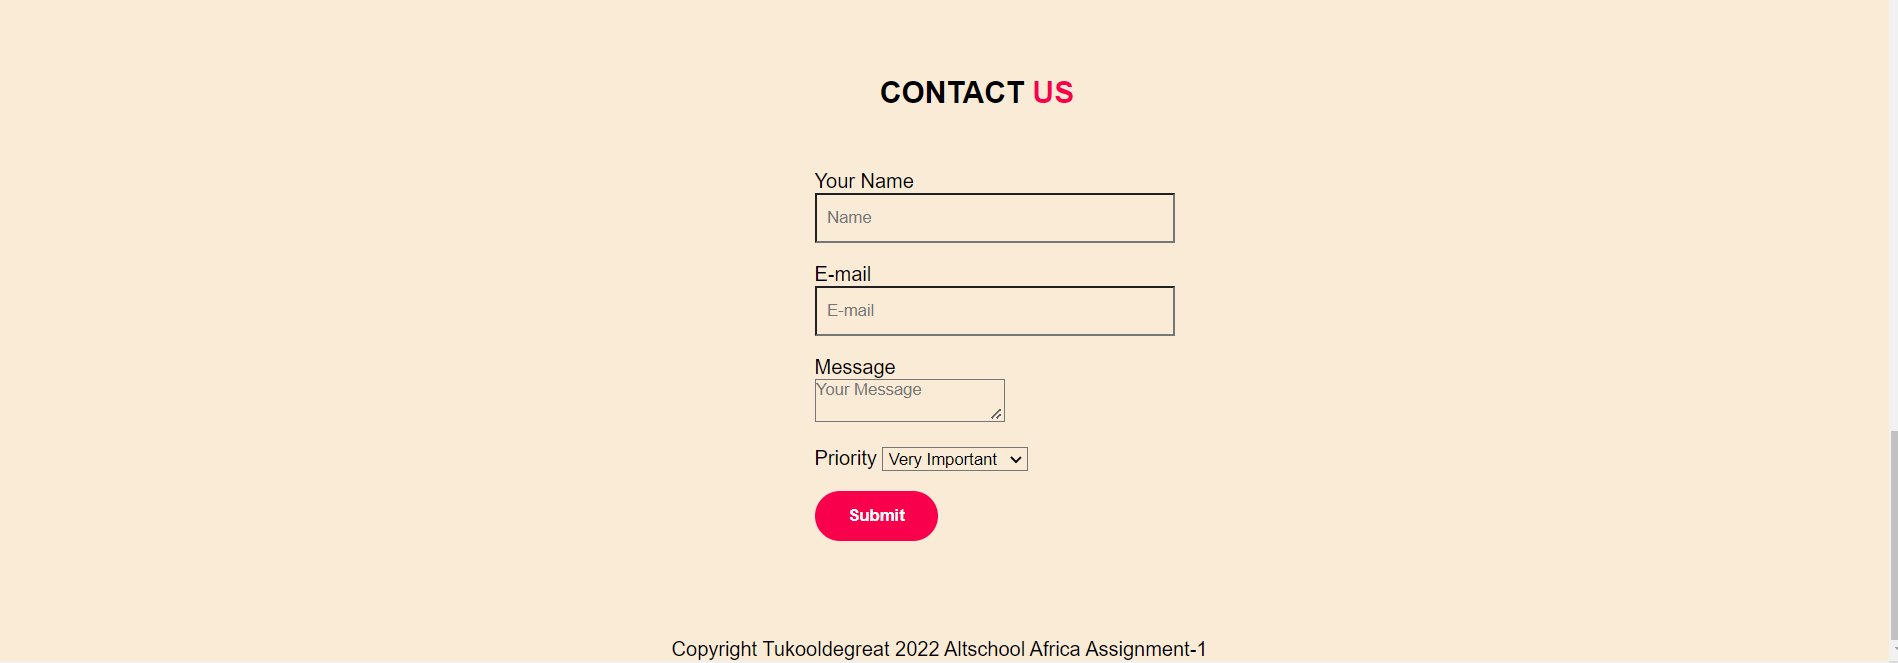 CONTACT US
Your Name
Name
E-mail
E-mail
Message
Your Message
Priority Very Important
Submit
Copyright Tukooldegreat 2022 Altschool Africa Assignment-1